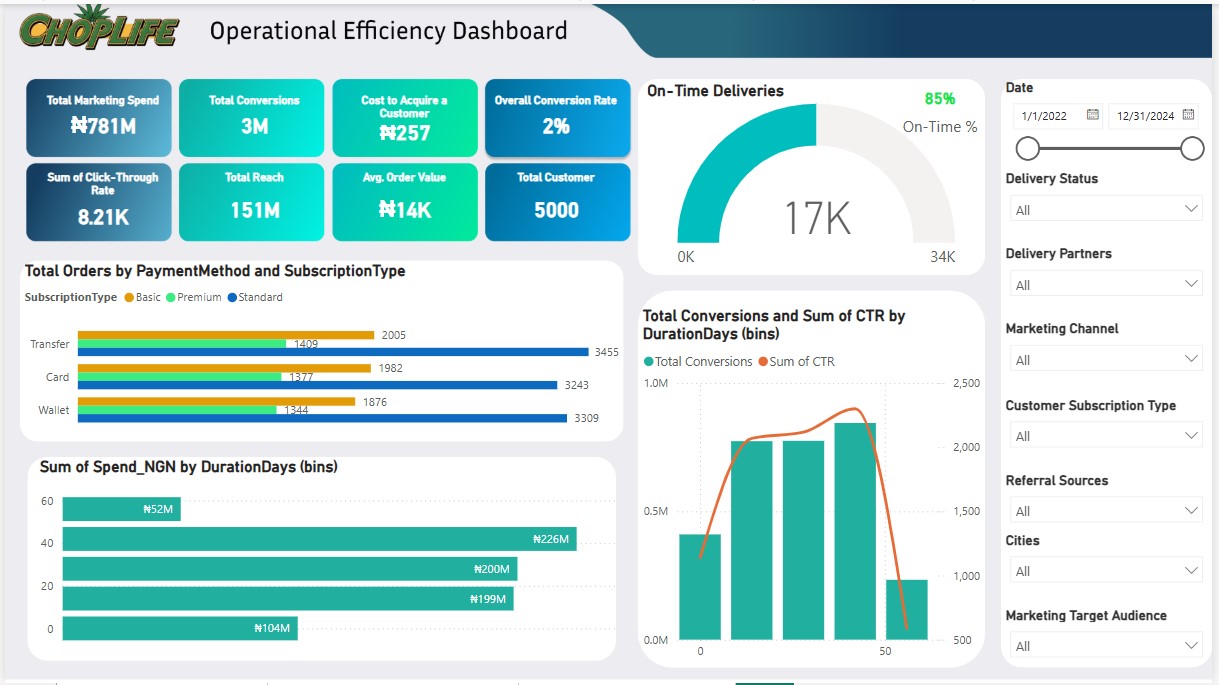 CHOPLIFE
Operational Efficiency Dashboard
Total Marketing Spend
₦781M
Total Conversions
3M
Cost to Acquire a
Customer
₦257
Overall Conversion Rate
2%
Sum of Click-Through
Rate
8.21K
Total Reach
151M
Avg. Order Value
₦14K
Total Customer
5000
On-Time Deliveries
85%
On-Time %
17K
0K
34K
Total Orders by PaymentMethod and SubscriptionType
SubscriptionType Basic Premium Standard
Transfer
2005
1409
3455
Card
1982
1377
3243
Wallet
1876
1344
3309
Sum of Spend_NGN by DurationDays (bins)
60
40
20
0
₦52M
₦226M
₦200M
₦199M
₦104M
Total Conversions and Sum of CTR by
DurationDays (bins)
Total Conversions Sum of CTR
1.0M
0.5M
0.0M
2,500
2,000
1,500
1,000
500
0
50
Date
1/1/2022
12/31/2024
Delivery Status
All
Delivery Partners
All
Marketing Channel
All
Customer Subscription Type
All
Referral Sources
All
Cities
All
Marketing Target Audience
All